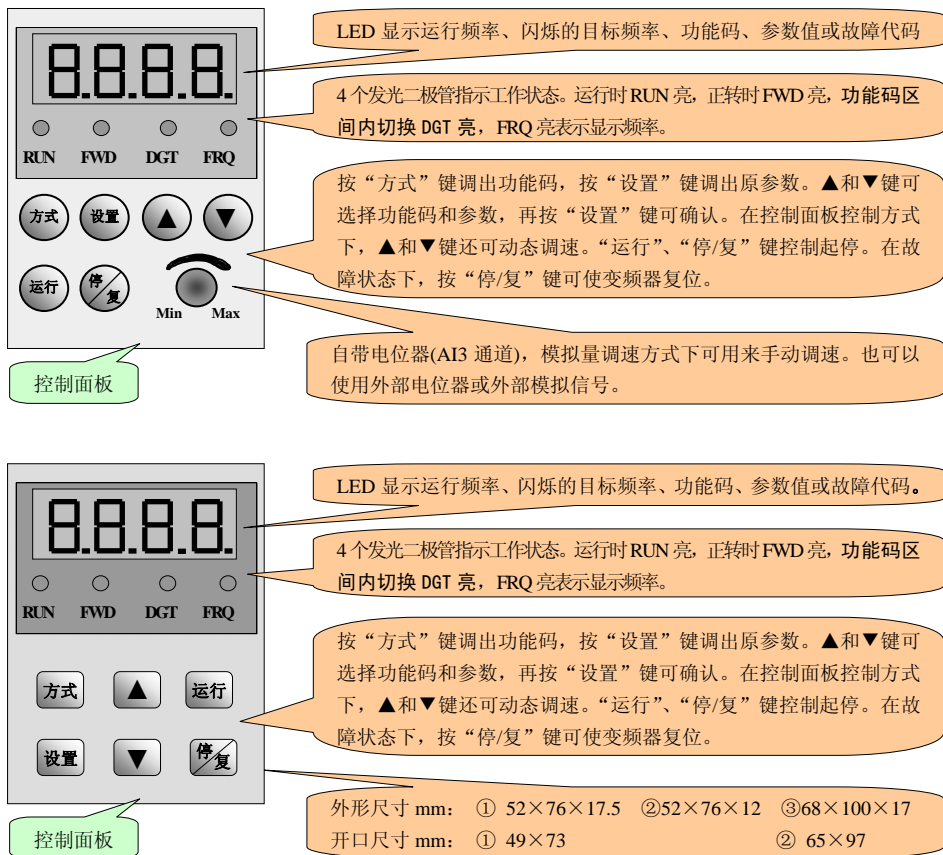 8.8.8.8.
RUN FWD DGT FRQ
方式 设置 ▲ ▼
运行 停/复
Min Max
控制面板
LED 显示运行频率、闪烁的目标频率、功能码、参数值或故障代码
4 个发光二极管指示工作状态。运行时 RUN 亮, 正转时 FWD 亮, 功能码区
间内切换 DGT 亮, FRQ 亮表示显示频率。
按“方式”键调出功能码，按“设置”键调出原参数。▲和▼键可
选择功能码和参数，再按“设置”键可确认。在控制面板控制方式
下，▲和▼键还可动态调速。“运行”、“停/复”键控制起停。在故
障状态下，按“停/复”键可使变频器复位。
自带电位器(AI3 通道)，模拟量调速方式下可用来手动调速。也可以
使用外部电位器或外部模拟信号。
8.8.8.8.
RUN FWD DGT FRQ
方式 ▲ 运行
设置 ▼ 停/复
控制面板
LED 显示运行频率、闪烁的目标频率、功能码、参数值或故障代码。
4 个发光二极管指示工作状态。运行时 RUN 亮, 正转时 FWD 亮, 功能码区
间内切换 DGT 亮, FRQ 亮表示显示频率。
按“方式”键调出功能码，按“设置”键调出原参数。▲和▼键可
选择功能码和参数，再按“设置”键可确认。在控制面板控制方式
下，▲和▼键还可动态调速。“运行”、“停/复”键控制起停。在故
障状态下，按“停/复”键可使变频器复位。
外形尺寸 mm： ① 52×76×17.5 ②52×76×12 ③68×100×17
开口尺寸 mm： ① 49×73 ② 65×97